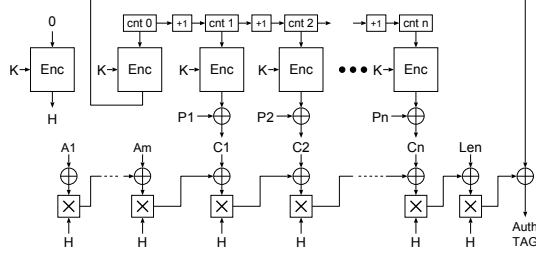 0 cnt 0 +1 cnt 1 +1 cnt 2 +1 cnt n
K Enc K Enc K Enc K Enc K Enc
H P1 P2 Pn
A1 Am C1 C2 Cn Len
H H H H H H Auth
TAG